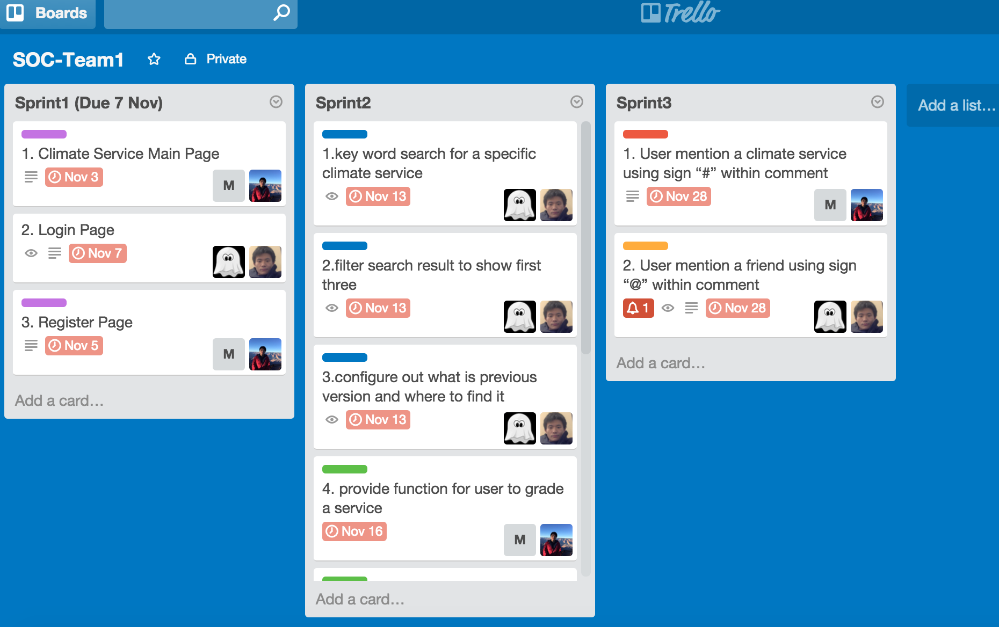 Boards
Trello
SOC-Team1
Private
Sprint1 (Due 7 Nov)
1. Climate Service Main Page
Nov 3
M
2. Login Page
Nov 7
3. Register Page
Nov 5
M
Add a card…
Sprint2
1.key word search for a specific
climate service
Nov 13
2.filter search result to show first
three
Nov 13
3.configure out what is previous
version and where to find it
Nov 13
4. provide function for user to grade
a service
Nov 16
M
Add a card…
Sprint3
1. User mention a climate service
using sign “#” within comment
Nov 28
M
2. User mention a friend using sign
“@” within comment
1
Nov 28
Add a card…
Add a list…